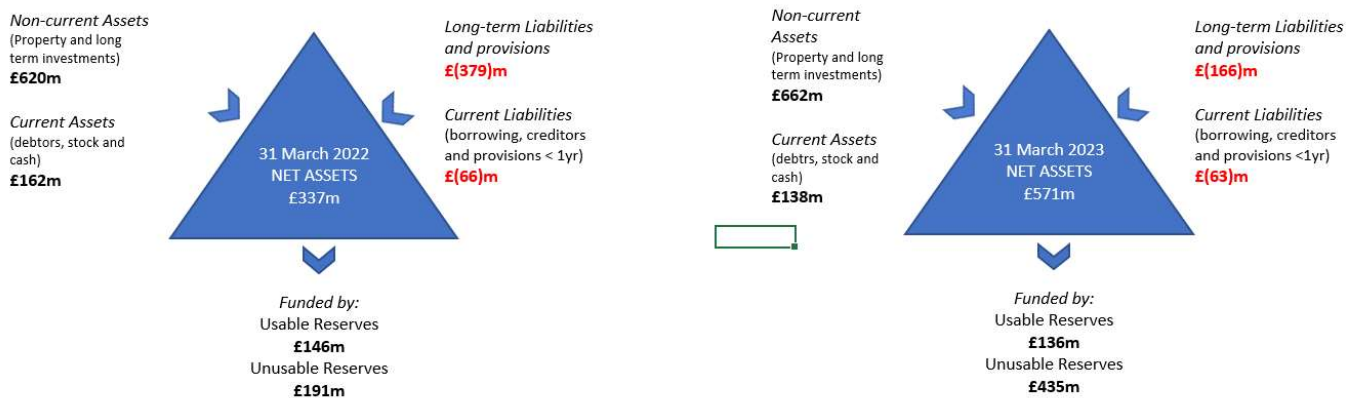 Non-current Assets
(Property and long
term investments)
£620m
Current Assets
(debtors, stock and
cash)
£162m
31 March 2022
NET ASSETS
£337m
Long-term Liabilities
and provisions
£(379)m
Current Liabilities
(borrowing, creditors
and provisions < 1yr)
£(66)m
Funded by:
Usable Reserves
£146m
Unusable Reserves
£191m
Non-current
Assets
(Property and long
term investments)
£662m
Current Assets
(debtrs, stock and
cash)
£138m
31 March 2023
NET ASSETS
£571m
Long-term Liabilities
and provisions
£(166)m
Current Liabilities
(borrowing, creditors
and provisions <1yr)
£(63)m
Funded by:
Usable Reserves
£136m
Unusable Reserves
£435m